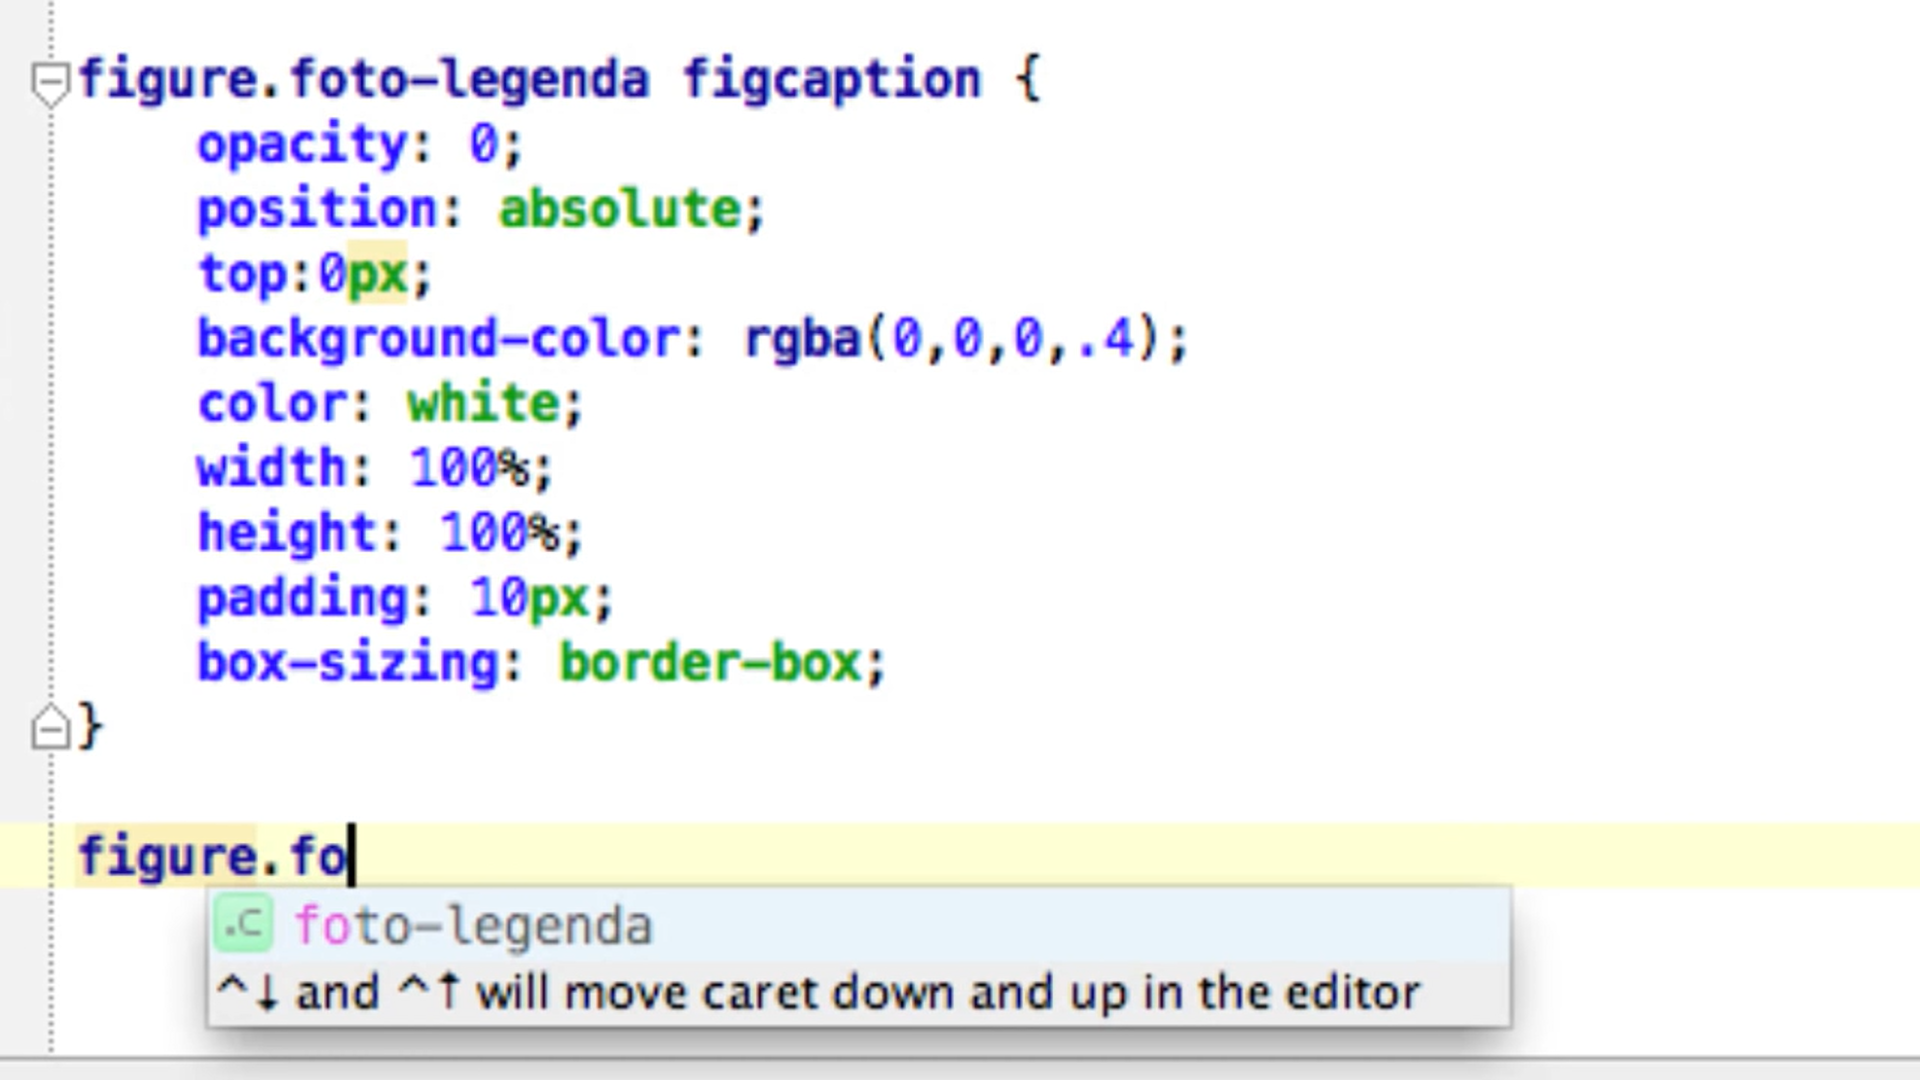 figure.foto-legenda figcaption {
opacity: 0;
position: absolute;
top:0px;
background-color: rgba(0,0,0,.4);
color: white;
width: 100%;
height: 100%;
padding: 10px;
box-sizing: border-box;
}
figure.fo
.C foto-legenda
^↓ and ^↑ will move caret down and up in the editor